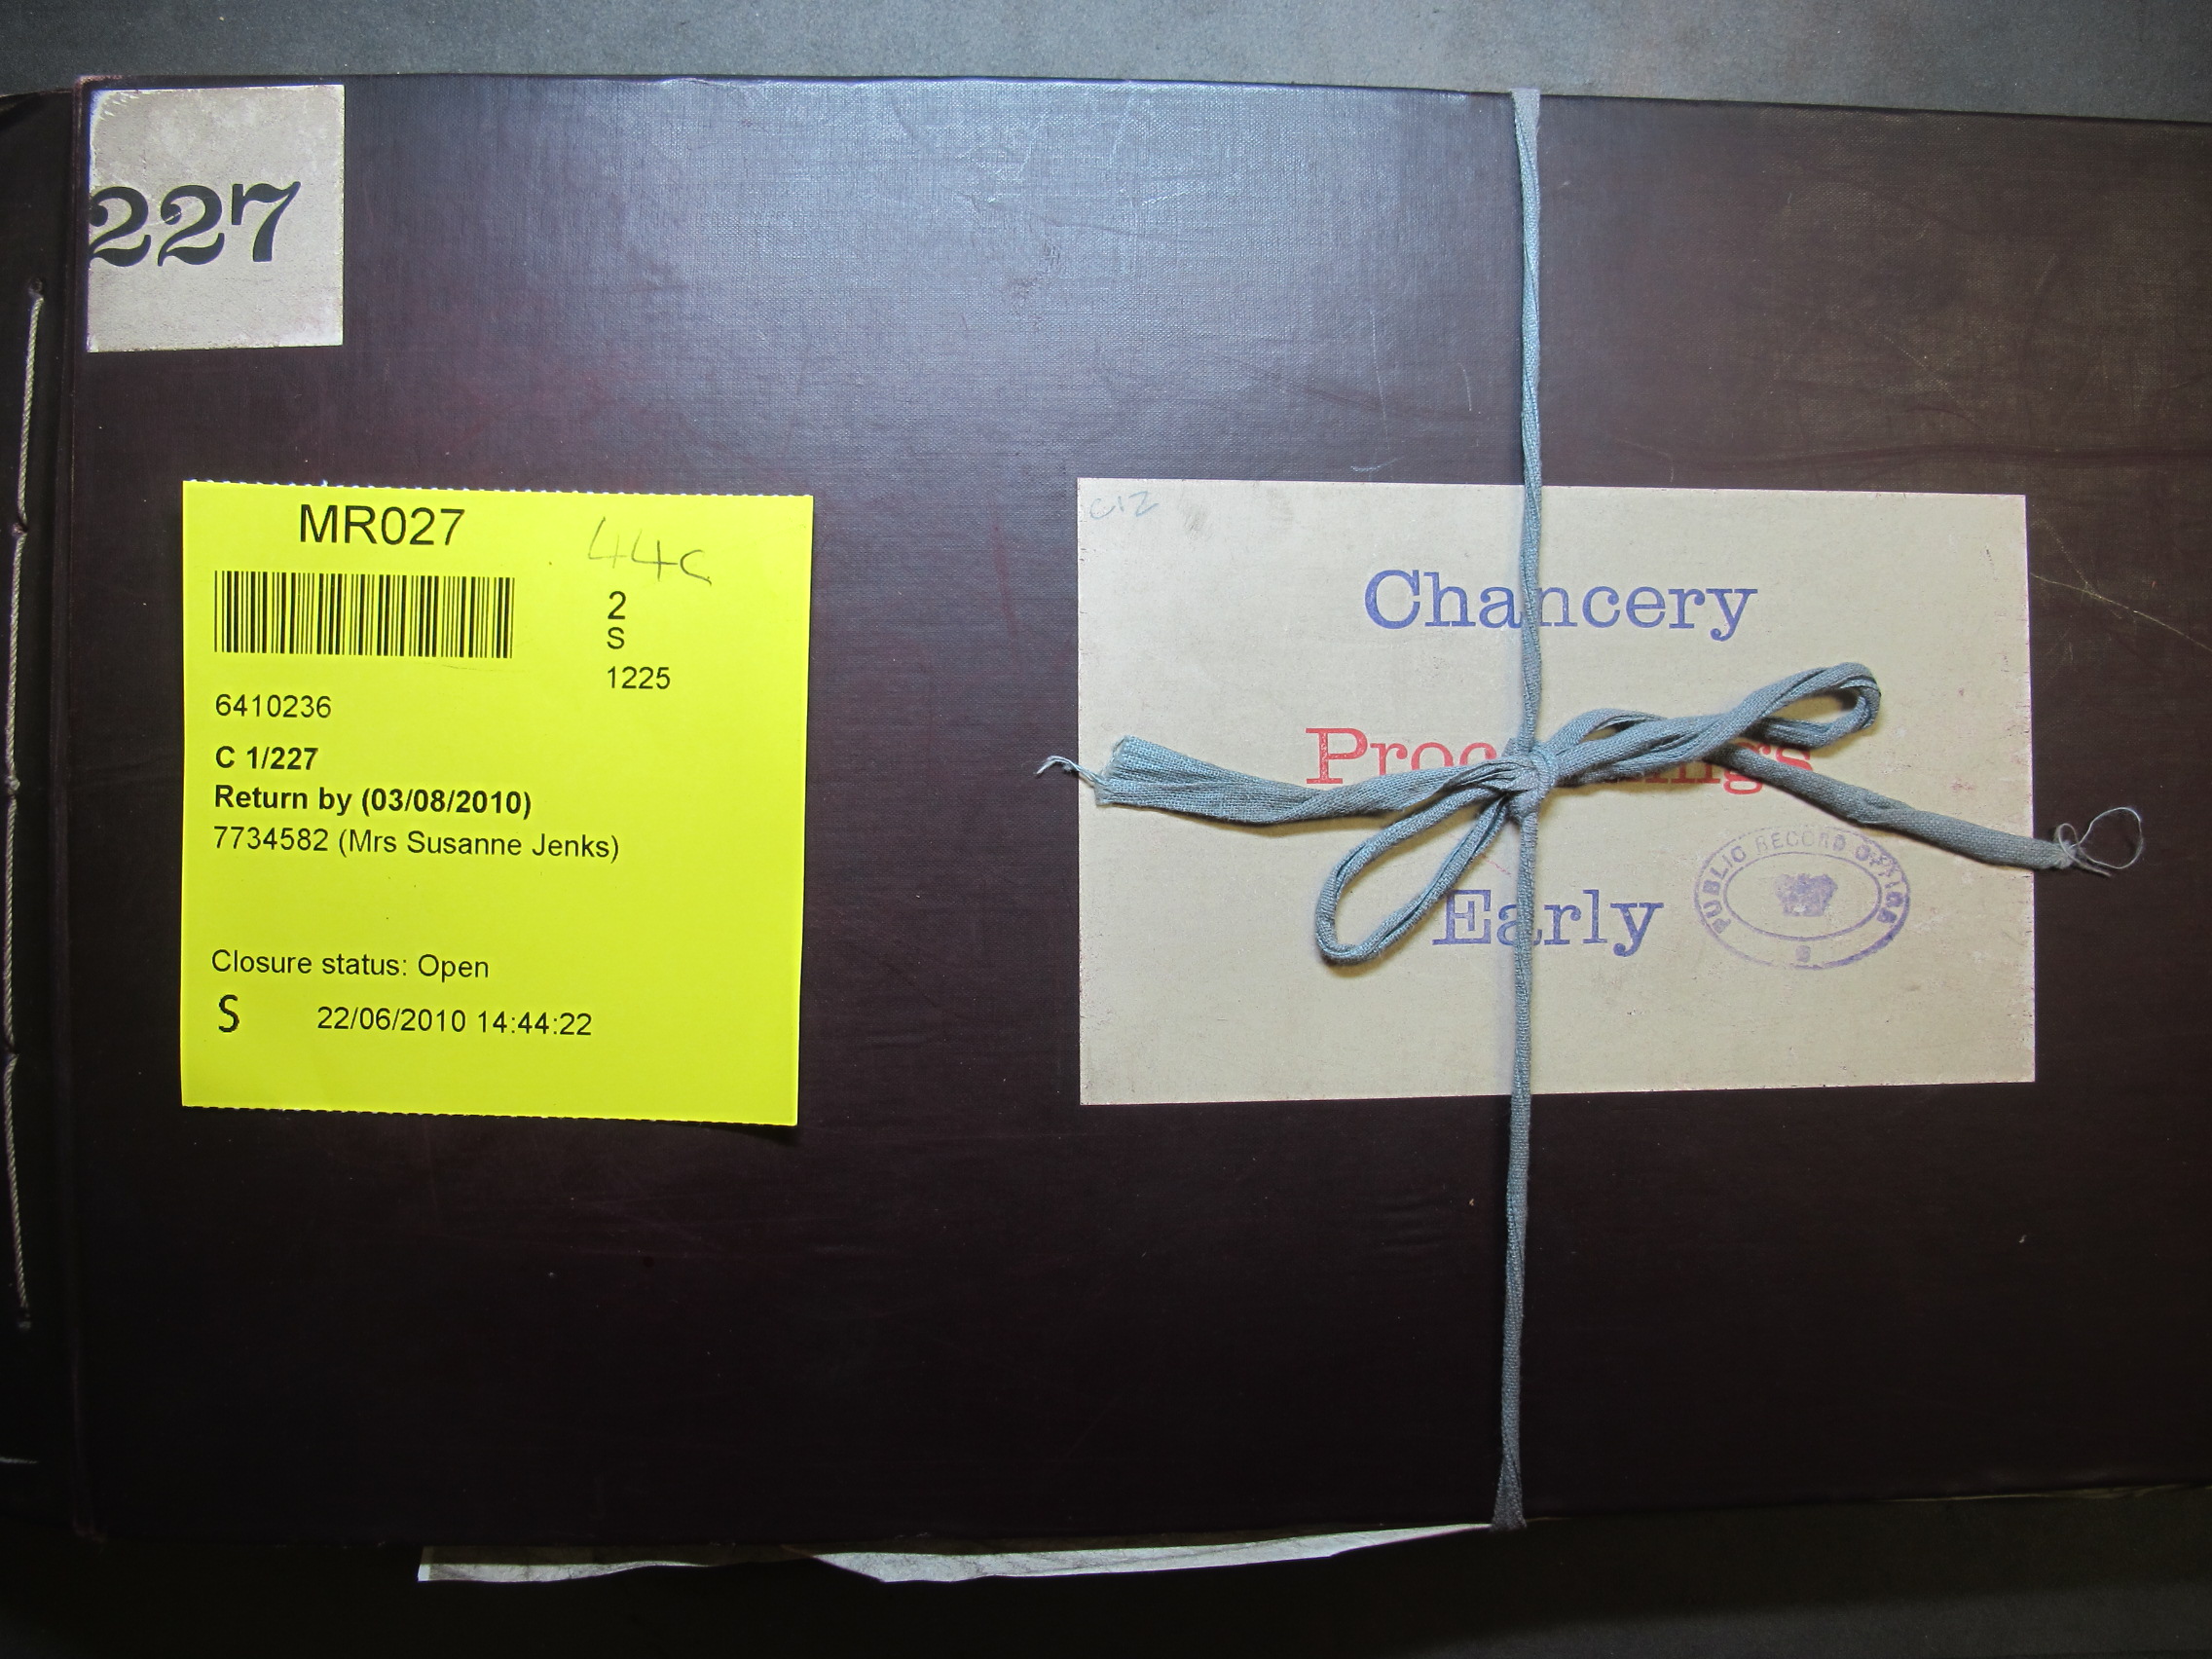 227
MR027
44c
2
S
1225
6410236
C 1/227
Return by (03/08/2010)
7734582 (Mrs Susanne Jenks)
Closure status: Open
S 22/06/2010 14:44:22
C12
Chancery
Early
PUBLIC RECORD OFFICE